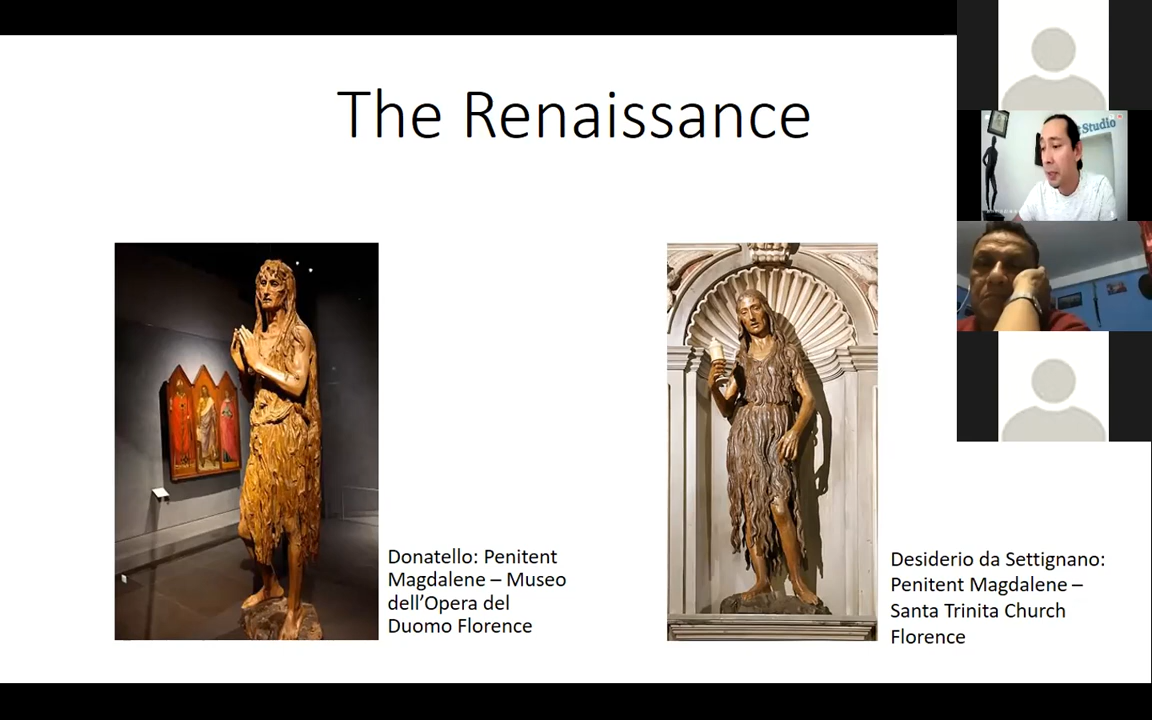 The Renaissance
Studio
Donatello: Penitent
Magdalene – Museo
dell’Opera del
Duomo Florence
Desiderio da Settignano:
Penitent Magdalene –
Santa Trinita Church
Florence